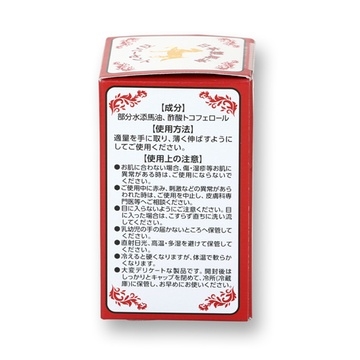 【成分】
部分水添馬油、酢酸トコフェロール
【使用方法】
適量を手に取り、薄く伸ばすように
してご使用ください。
【使用上の注意】
●お肌に合わない場合、傷・湿疹等お肌に
異常がある時は、ご使用にならないで
ください。
●ご使用中に赤み、刺激などの異常があら
われた時は、ご使用を中止し、皮膚科専
門医等へご相談ください。
●目に入らないようにご注意ください。目
に入った場合は、こすらず直ちに洗い流
してください。
●乳幼児の手の届かないところへ保管して
ください。
●直射日光、高温・多湿を避けて保管して
ください。
●冷えると硬くなりますが、体温で軟らか
くなります。
●大変デリケートな製品です。開封後は
しっかりとキャップを閉めて、冷所(冷蔵
庫)に保管し、お早めにお使いください。